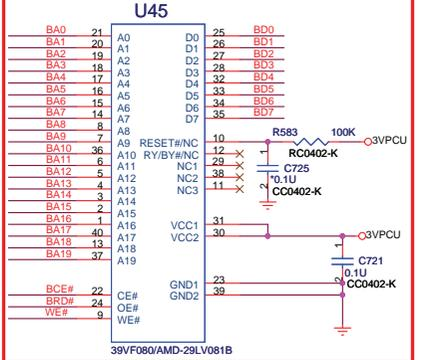 U45
BA0 21 A0 D0 25 BD0
BA1 20 A1 D1 26 BD1
BA2 19 A2 D2 27 BD2
BA3 18 A3 D3 28 BD3
BA4 17 A4 D4 32 BD4
BA5 16 A5 D5 33 BD5
BA6 15 A6 D6 34 BD6
BA7 14 A7 D7 35 BD7
BA8 8 A8
BA9 7 A9 RESET#/NC 10 R583 100K 3VPCU
BA10 36 A10 RY/BY#/NC 12 RC0402-K
BA11 6 A11 NC1 29 1 C725
BA12 5 A12 NC2 38 *0.1U
BA13 4 A13 NC3 11 2 CC0402-K
BA14 3 A14
BA15 2 A15
BA16 1 A16 VCC1 31
BA17 40 A17 VCC2 30 3VPCU
BA18 13 A18
BA19 37 A19
1 C721
0.1U
GND1 23 2 CC0402-K
BCE# 22 CE# GND2 39
BRD# 24 OE#
WE# 9 WE#
39VF080/AMD-29LV081B